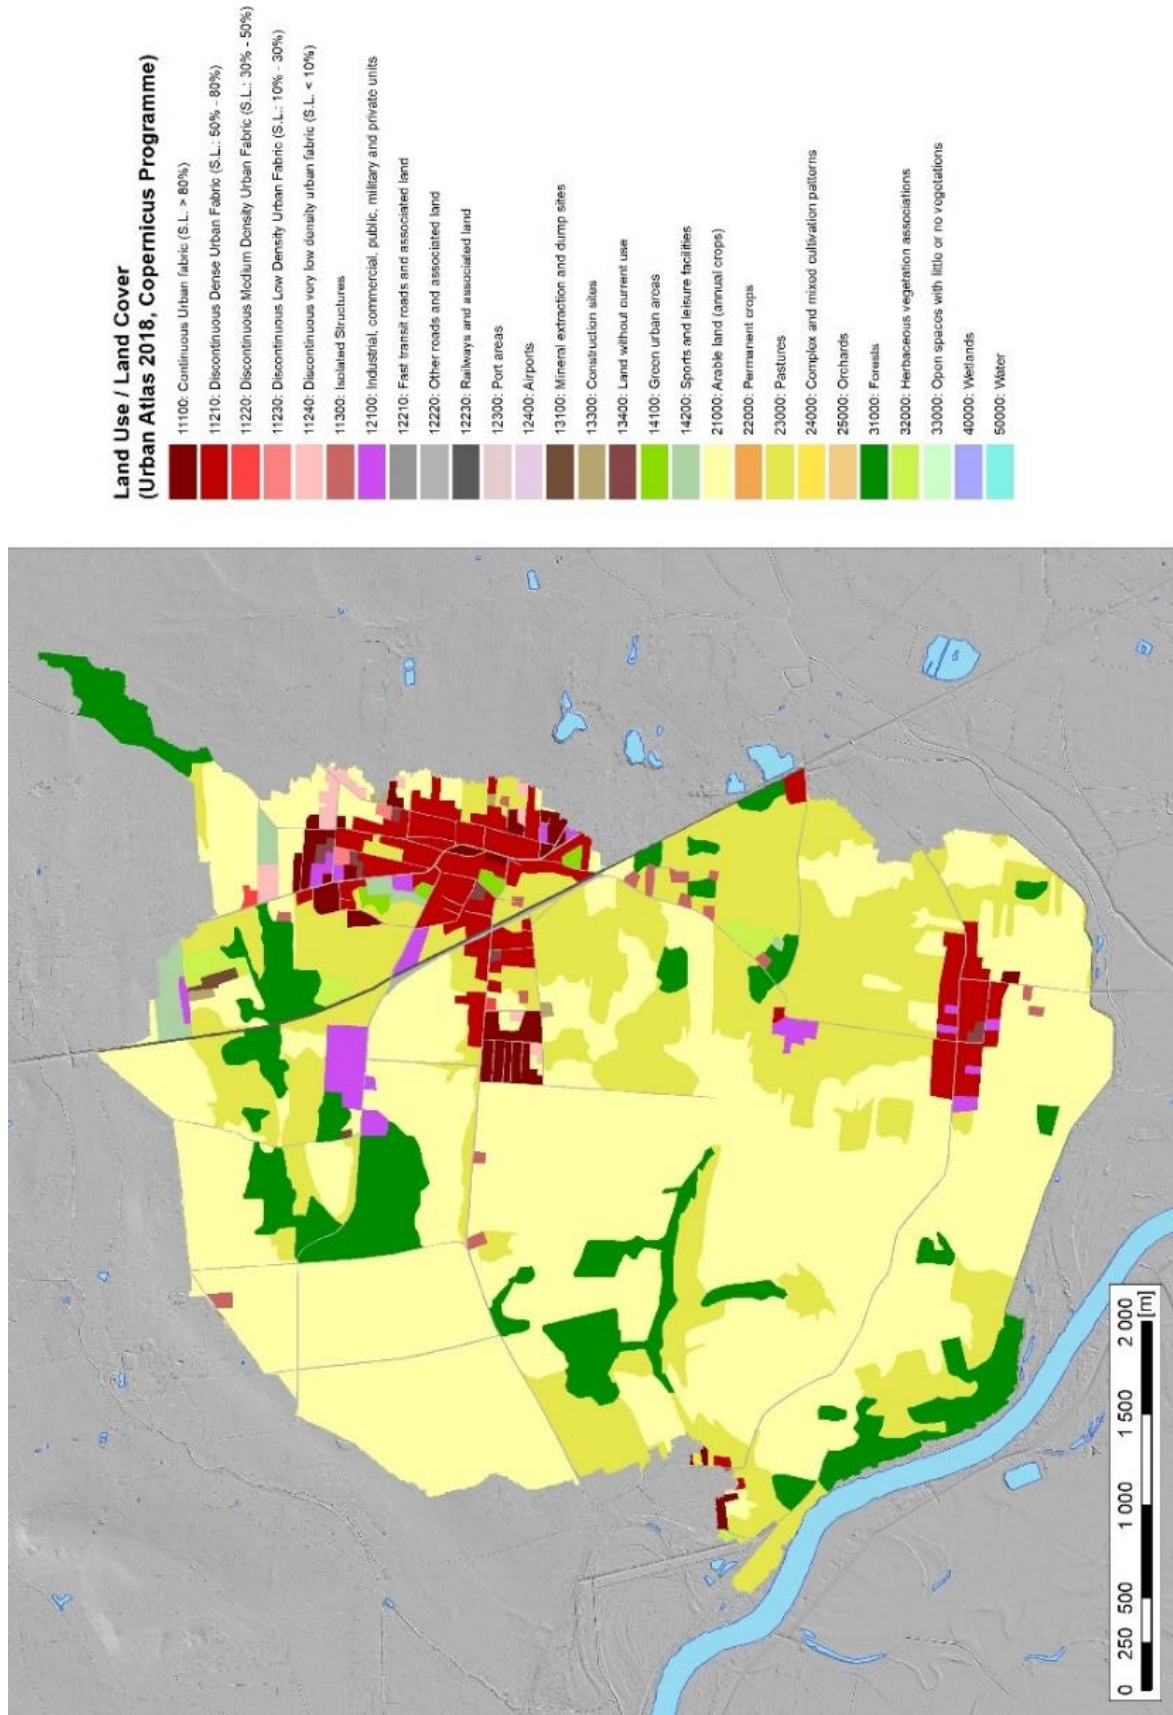 Land Use / Land Cover
(Urban Atlas 2018, Copernicus Programme)
11100: Continuous Urban fabric (S.L. > 80%)
11210: Discontinuous Dense Urban Fabric (S.L.: 50% - 80%)
11220: Discontinuous Medium Density Urban Fabric (S.L.: 30% - 50%)
11230: Discontinuous Low Density Urban Fabric (S.L.: 10% - 30%)
11240: Discontinuous very low density urban fabric (S.L. < 10%)
11300: Isolated Structures
12100: Industrial, commercial, public, military and private units
12210: Fast transit roads and associated land
12220: Other roads and associated land
12230: Railways and associated land
12300: Port areas
12400: Airports
13100: Mineral extraction and dump sites
13300: Construction sites
13400: Land without current use
14100: Green urban areas
14200: Sports and leisure facilities
21000: Arable land (annual crops)
22000: Permanent crops
23000: Pastures
24000: Complex and mixed cultivation patterns
25000: Orchards
31000: Forests
32000: Herbaceous vegetation associations
33000: Open spaces with little or no vegetations
40000: Wetlands
50000: Water
0 250 500 1 000 1 500 2 000
[m]